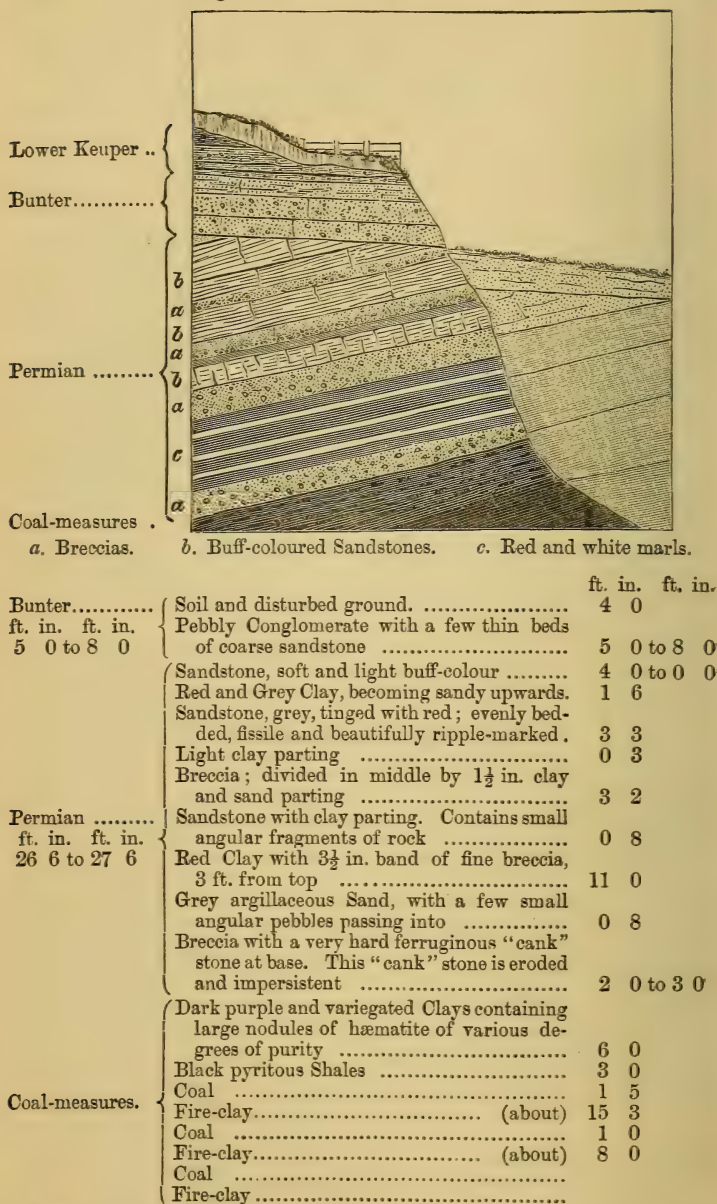 Lower Keuper ..
Bunter............
b
a
b
a
Permian .........
b
a
c
a
Coal-measures .
a. Breccias. b. Buff-coloured Sandstones. c. Red and white marls.
ft. in. ft. in.
Bunter............ Soil and disturbed ground. ...................... 4 0
ft. in. ft. in. Pebbly Conglomerate with a few thin beds
5 0 to 8 0 of coarse sandstone .............................. 5 0 to 8 0
Sandstone, soft and light buff-colour ......... 4 0 to 0 0
Red and Grey Clay, becoming sandy upwards. 1 6
Sandstone, grey, tinged with red; evenly bed-
ded, fissile and beautifully ripple-marked . 3 3
Light clay parting .................................... 0 3
Breccia; divided in middle by 1½ in. clay
and sand parting .................................... 3 2
Permian ......... Sandstone with clay parting. Contains small
ft. in. ft. in. angular fragments of rock .................. 0 8
26 6 to 27 6 Red Clay with 3½ in. band of fine breccia,
3 ft. from top .................................... 11 0
Grey argillaceous Sand, with a few small
angular pebbles passing into ............... 0 8
Breccia with a very hard ferruginous "cank"
stone at base. This "cank" stone is eroded
and impersistent .................................... 2 0 to 3 0
Dark purple and variegated Clays containing
large nodules of hæmatite of various de-
grees of purity .................................... 6 0
Black pyritous Shales .............................. 3 0
Coal-measures. Coal ................................................ 1 5
Fire-clay.................................. (about) 15 3
Coal ................................................ 1 0
Fire-clay.................................. (about) 8 0
Coal ................................................
Fire-clay................................................